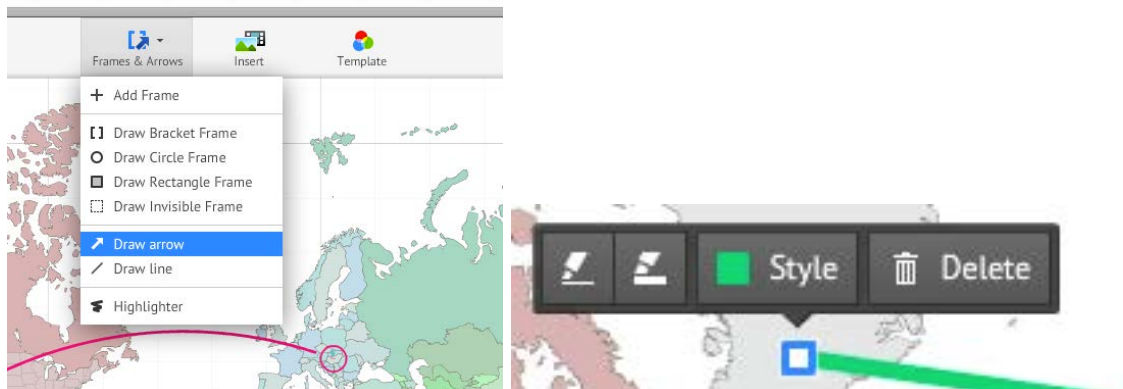 Frames & Arrows
Insert
Template
Add Frame
Draw Bracket Frame
Draw Circle Frame
Draw Rectangle Frame
Draw Invisible Frame
Draw arrow
Draw line
Highlighter
Style
Delete